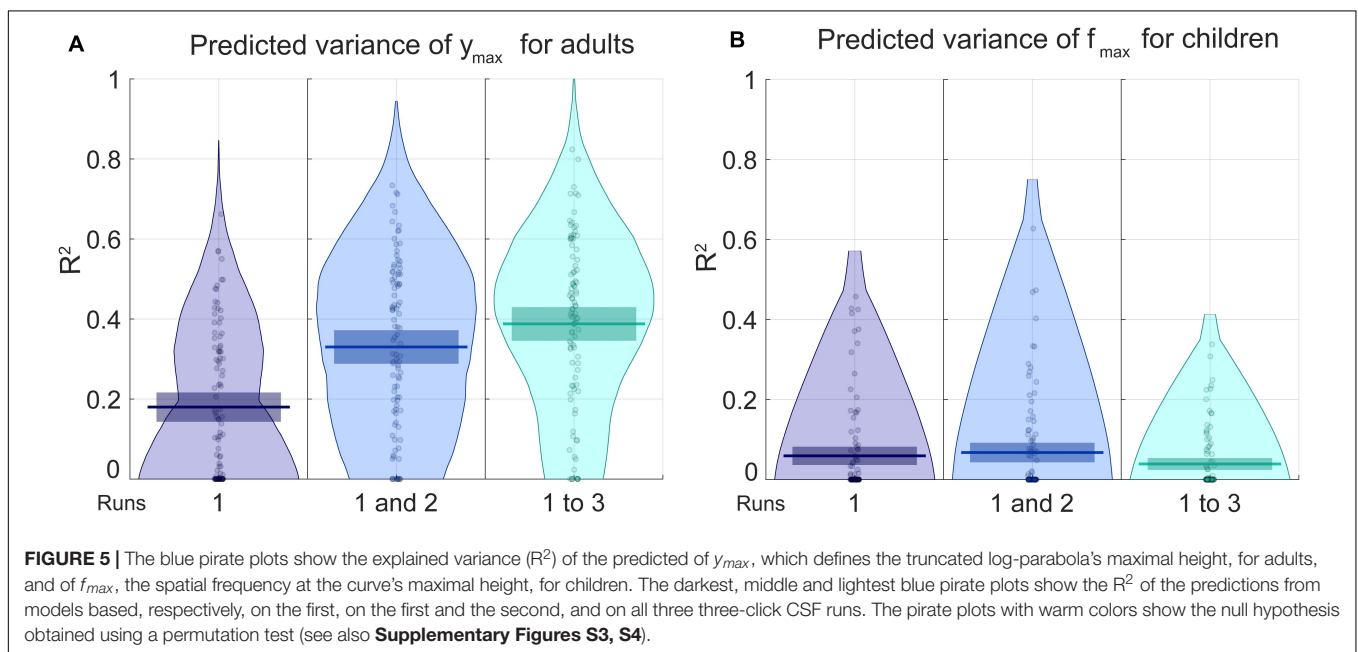 A Predicted variance of y_max for adults
B Predicted variance of f_max for children
R²
1
0.8
0.6
0.4
0.2
0
Runs 1 1 and 2 1 to 3
R²
1
0.8
0.6
0.4
0.2
0
Runs 1 1 and 2 1 to 3
FIGURE 5 | The blue pirate plots show the explained variance (R²) of the predicted of y_max, which defines the truncated log-parabola's maximal height, for adults,
and of f_max, the spatial frequency at the curve's maximal height, for children. The darkest, middle and lightest blue pirate plots show the R² of the predictions from
models based, respectively, on the first, on the first and the second, and on all three three-click CSF runs. The pirate plots with warm colors show the null hypothesis
obtained using a permutation test (see also Supplementary Figures S3, S4).